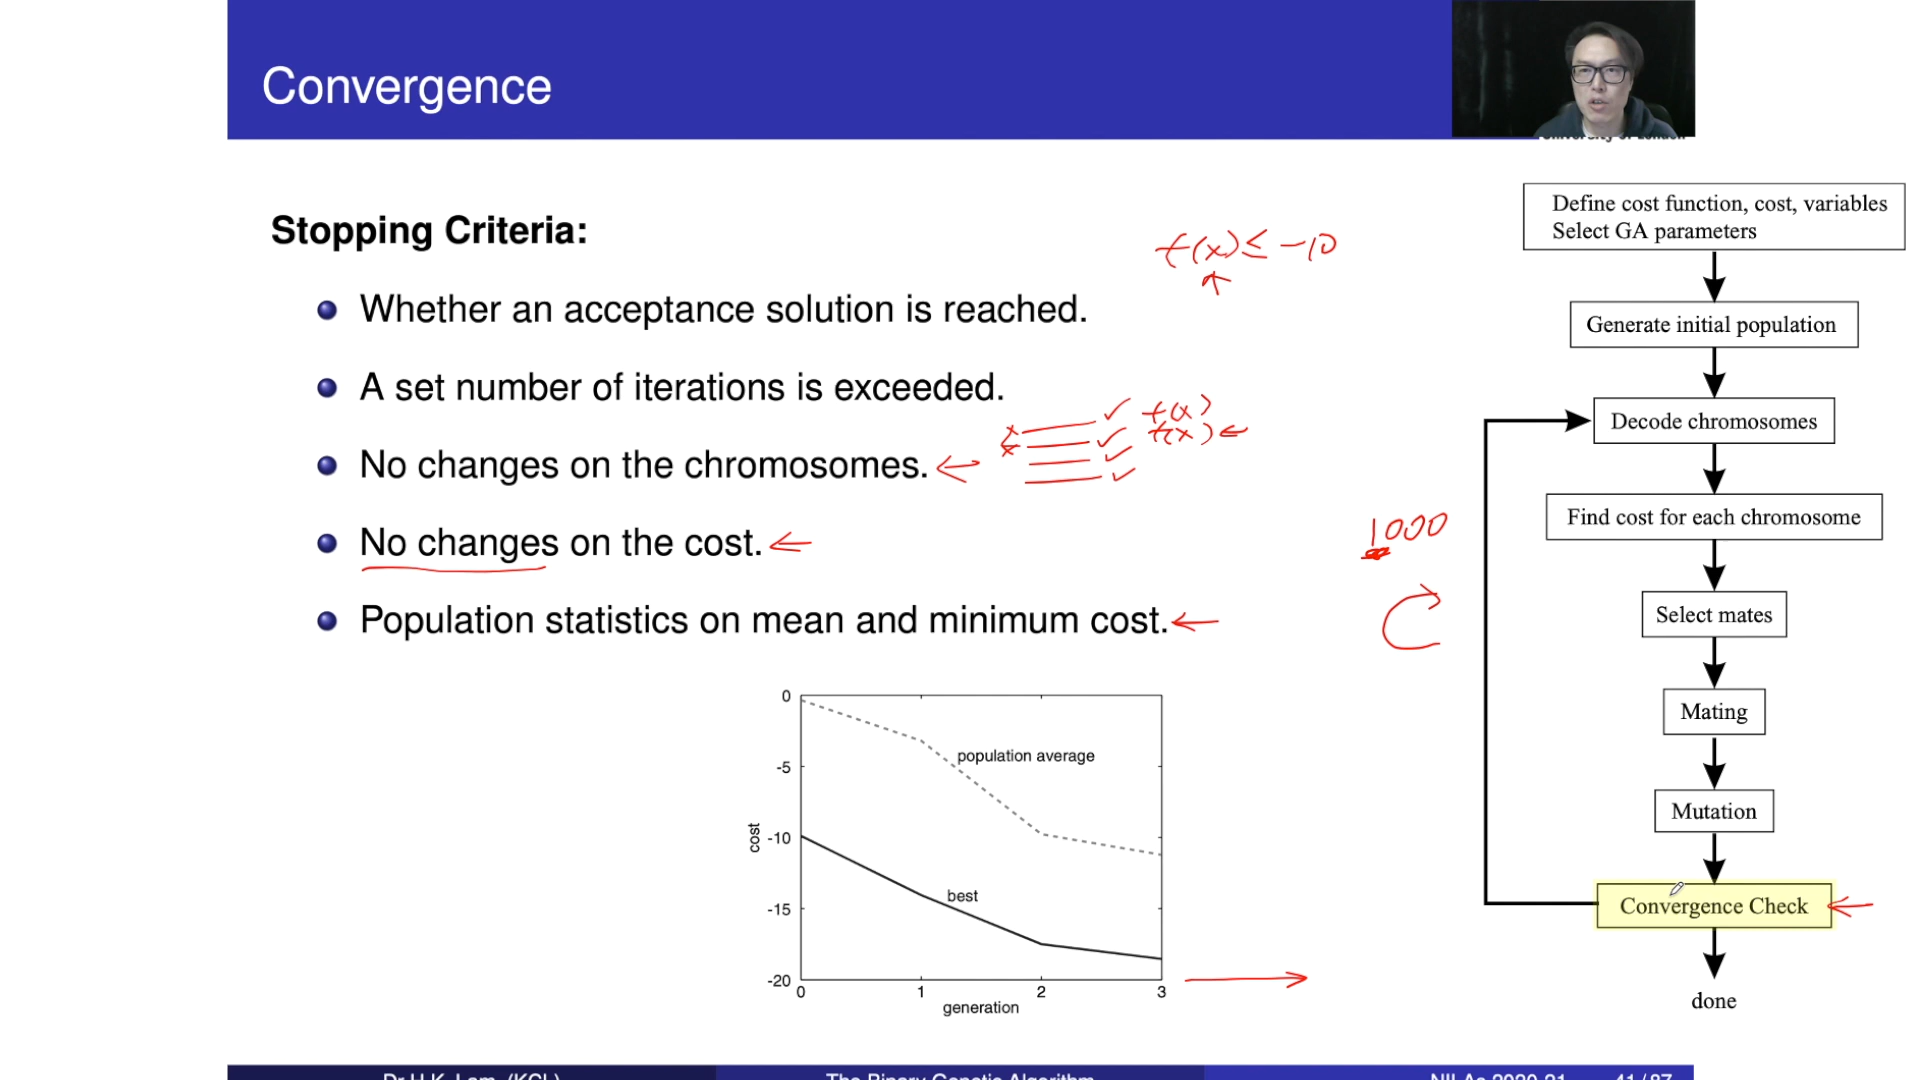 Convergence
Stopping Criteria:
f(x) ≤ -10
Whether an acceptance solution is reached.
A set number of iterations is exceeded.
f(x)
f(x)
No changes on the chromosomes.
1000
No changes on the cost.
Population statistics on mean and minimum cost.
0
-5
-10
-15
-20
cost
population average
best
0 1 2 3
generation
Define cost function, cost, variables
Select GA parameters
Generate initial population
Decode chromosomes
Find cost for each chromosome
Select mates
Mating
Mutation
Convergence Check
done
41 / 87